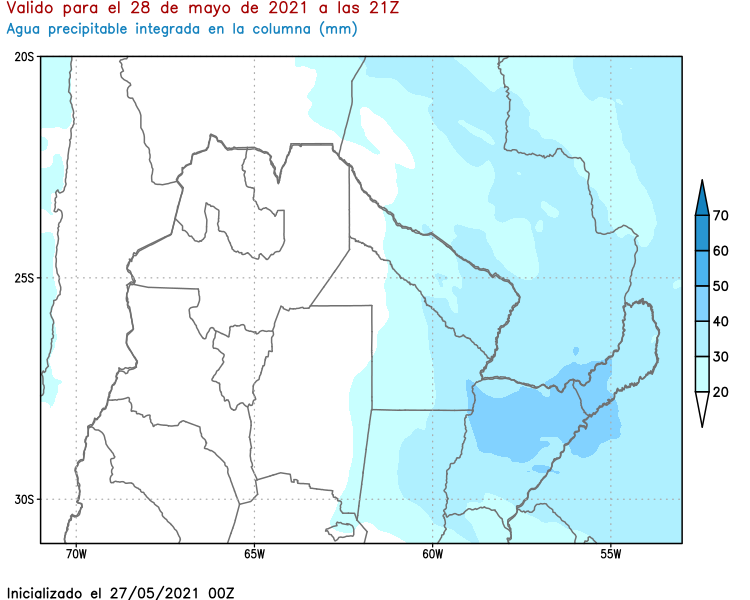 Valido para el 28 de mayo de 2021 a las 21Z
Agua precipitable integrada en la columna (mm)
20S
25S
30S
70W
65W
60W
55W
70
60
50
40
30
20
Inicializado el 27/05/2021 00Z